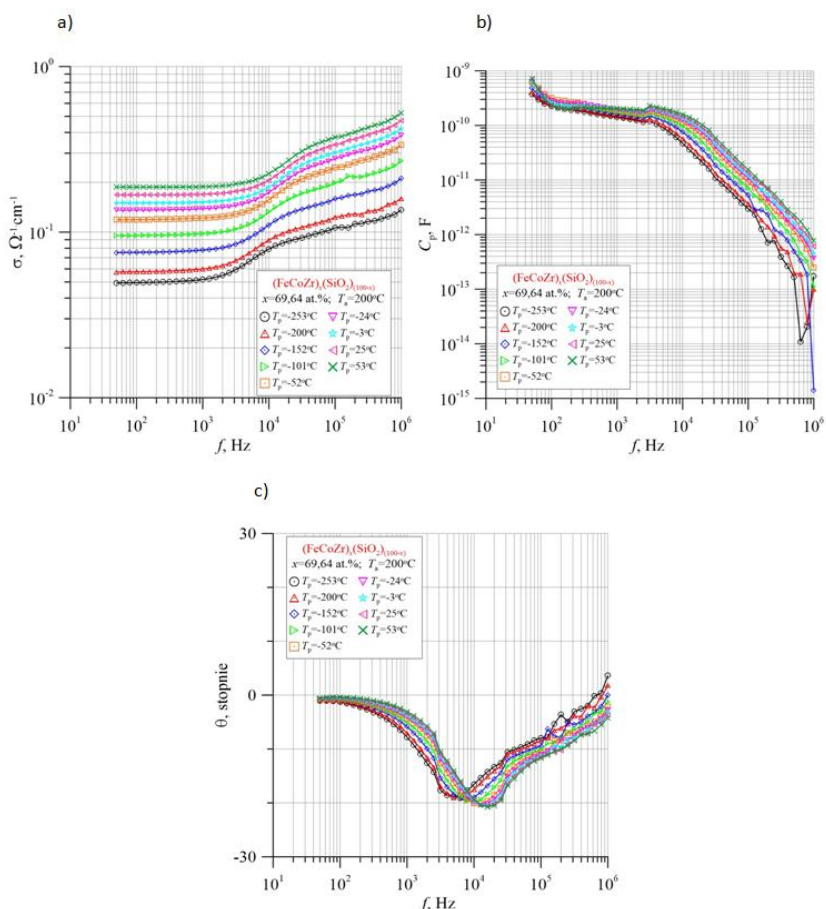 a)
10⁰
10⁻¹
10⁻²
σ, Ω⁻¹cm⁻¹
(FeCoZr)ₓ(SiO₂)₍₁₀₀₋ₓ₎
x=69,64 at.%; Tₐ=200°C
Tₚ=-253°C Tₚ=-24°C
Tₚ=-200°C Tₚ=-3°C
Tₚ=-152°C Tₚ=25°C
Tₚ=-101°C Tₚ=53°C
Tₚ=-52°C
10¹ 10² 10³ 10⁴ 10⁵ 10⁶
f, Hz
b)
10⁻⁹
10⁻¹⁰
10⁻¹¹
10⁻¹²
10⁻¹³
10⁻¹⁴
10⁻¹⁵
Cₚ, F
(FeCoZr)ₓ(SiO₂)₍₁₀₀₋ₓ₎
x=69,64 at.%; Tₐ=200°C
Tₚ=-253°C Tₚ=-24°C
Tₚ=-200°C Tₚ=-3°C
Tₚ=-152°C Tₚ=25°C
Tₚ=-101°C Tₚ=53°C
Tₚ=-52°C
10¹ 10² 10³ 10⁴ 10⁵ 10⁶
f, Hz
c)
30
0
-30
θ, stopnie
(FeCoZr)ₓ(SiO₂)₍₁₀₀₋ₓ₎
x=69,64 at.%; Tₐ=200°C
Tₚ=-253°C Tₚ=-24°C
Tₚ=-200°C Tₚ=-3°C
Tₚ=-152°C Tₚ=25°C
Tₚ=-101°C Tₚ=53°C
Tₚ=-52°C
10¹ 10² 10³ 10⁴ 10⁵ 10⁶
f, Hz